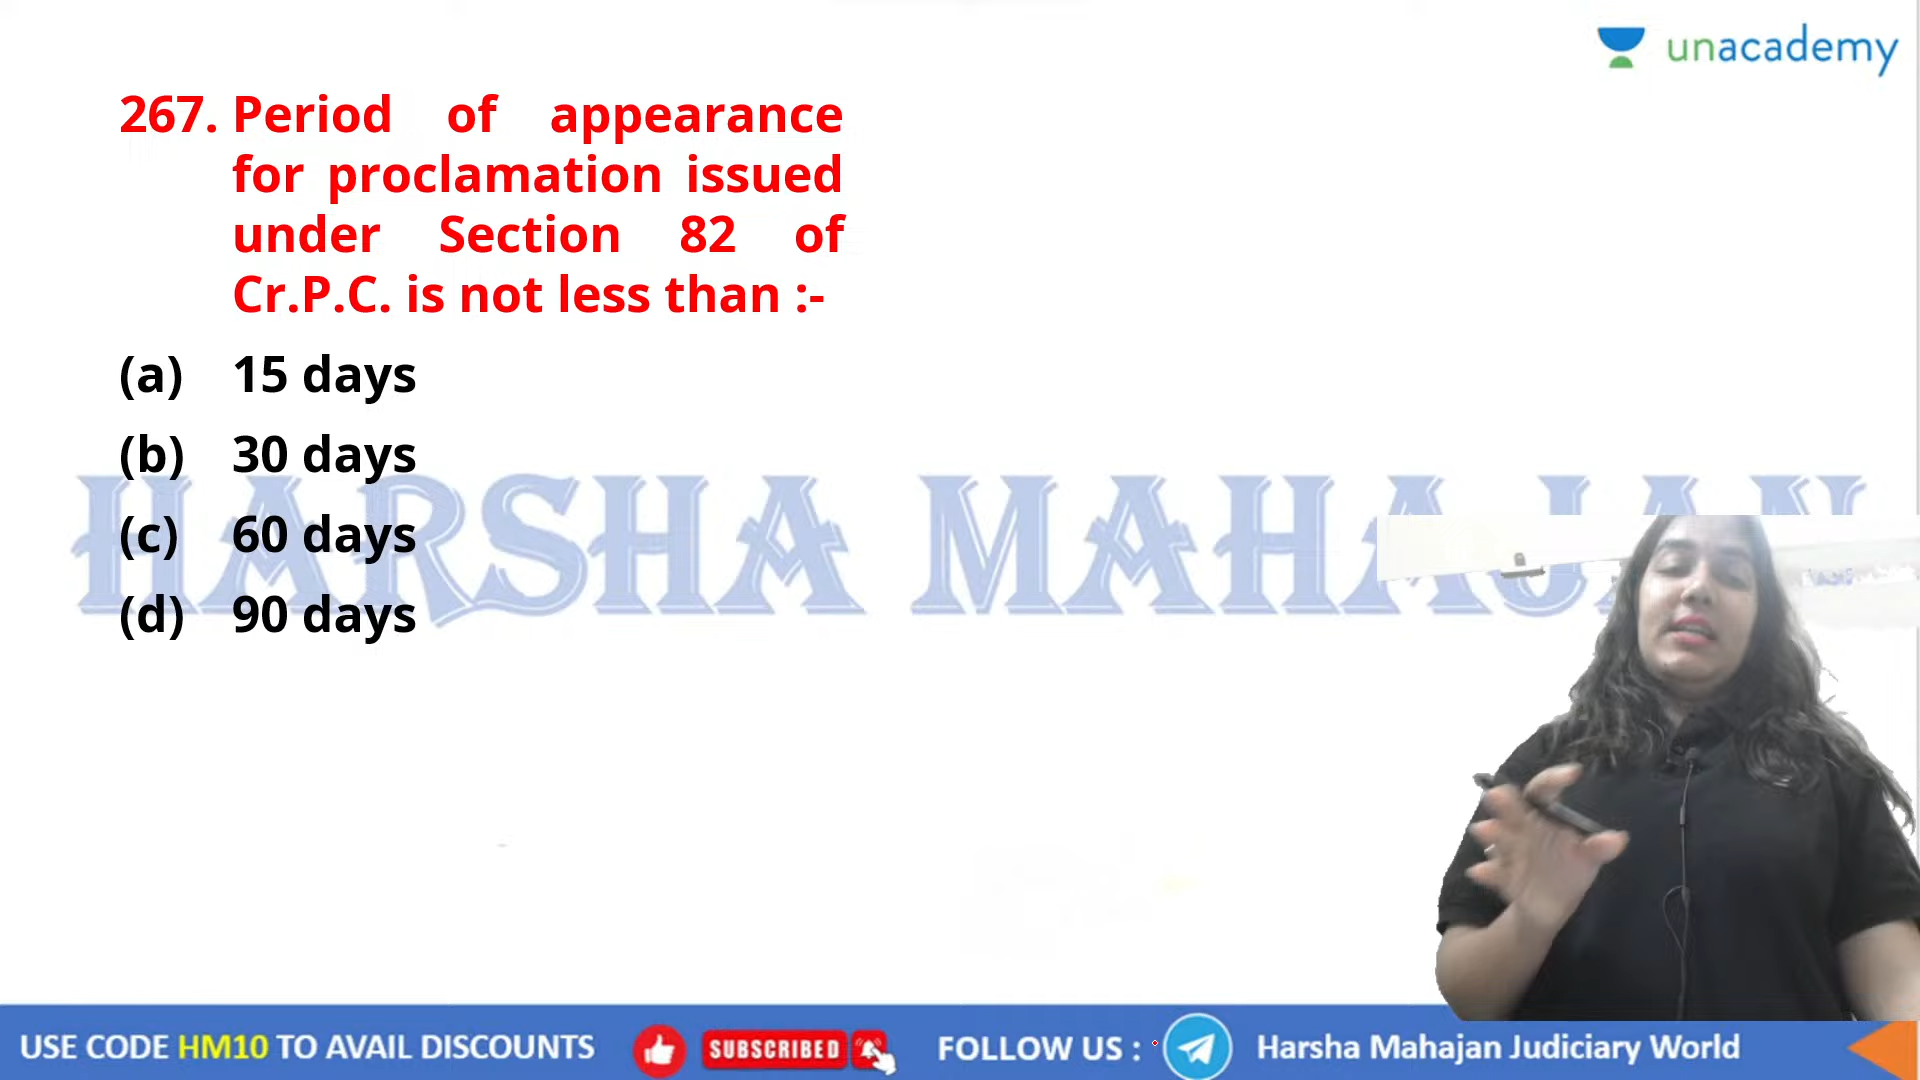 unacademy
267. Period of appearance
for proclamation issued
under Section 82 of
Cr.P.C. is not less than :-
(a) 15 days
(b) 30 days
(c) 60 days
(d) 90 days
HARSHA MAHAJAN
USE CODE HM10 TO AVAIL DISCOUNTS
SUBSCRIBED
FOLLOW US :
Harsha Mahajan Judiciary World